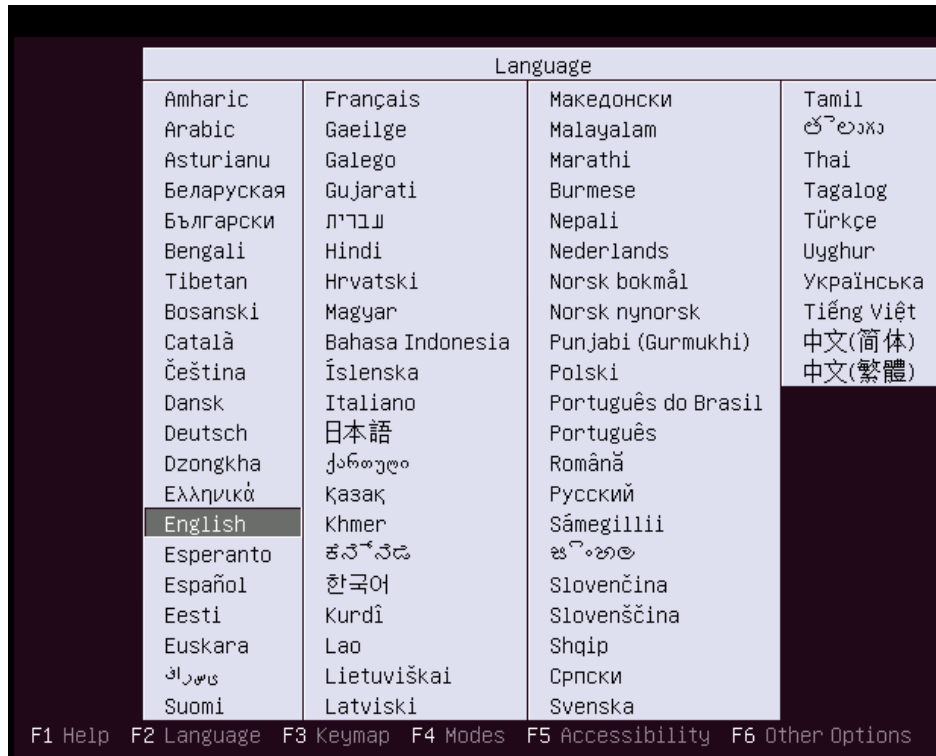 Language
Amharic
Arabic
Asturianu
Беларуская
Български
Bengali
Tibetan
Bosanski
Català
Čeština
Dansk
Deutsch
Dzongkha
Ελληνικά
English
Esperanto
Español
Eesti
Euskara
Suomi
Français
Gaeilge
Galego
Gujarati
עברית
Hindi
Hrvatski
Magyar
Bahasa Indonesia
Íslenska
Italiano
日本語
ქართული
Қазақ
Khmer
한국어
Kurdî
Lao
Lietuviškai
Latviski
Македонски
Malayalam
Marathi
Burmese
Nepali
Nederlands
Norsk bokmål
Norsk nynorsk
Punjabi (Gurmukhi)
Polski
Português do Brasil
Português
Română
Русский
Sámegillii
Slovenčina
Slovenščina
Shqip
Српски
Svenska
Tamil
Thai
Tagalog
Türkçe
Uyghur
Українська
Tiếng Việt
中文(简体)
中文(繁體)
F1 Help F2 Language F3 Keymap F4 Modes F5 Accessibility F6 Other Options